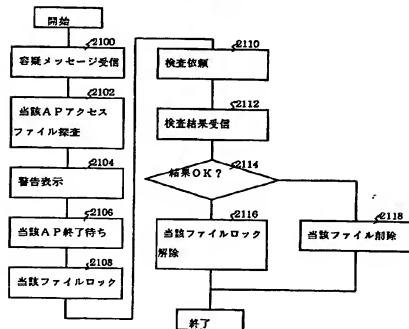 開始
2100
容疑メッセージ受信
2102
当該APアクセス
ファイル探査
2104
警告表示
2106
当該AP終了待ち
2108
当該ファイルロック
2110
検査依頼
2112
検査結果受信
2114
結果OK?
2116
当該ファイルロック
解除
2118
当該ファイル削除
終了